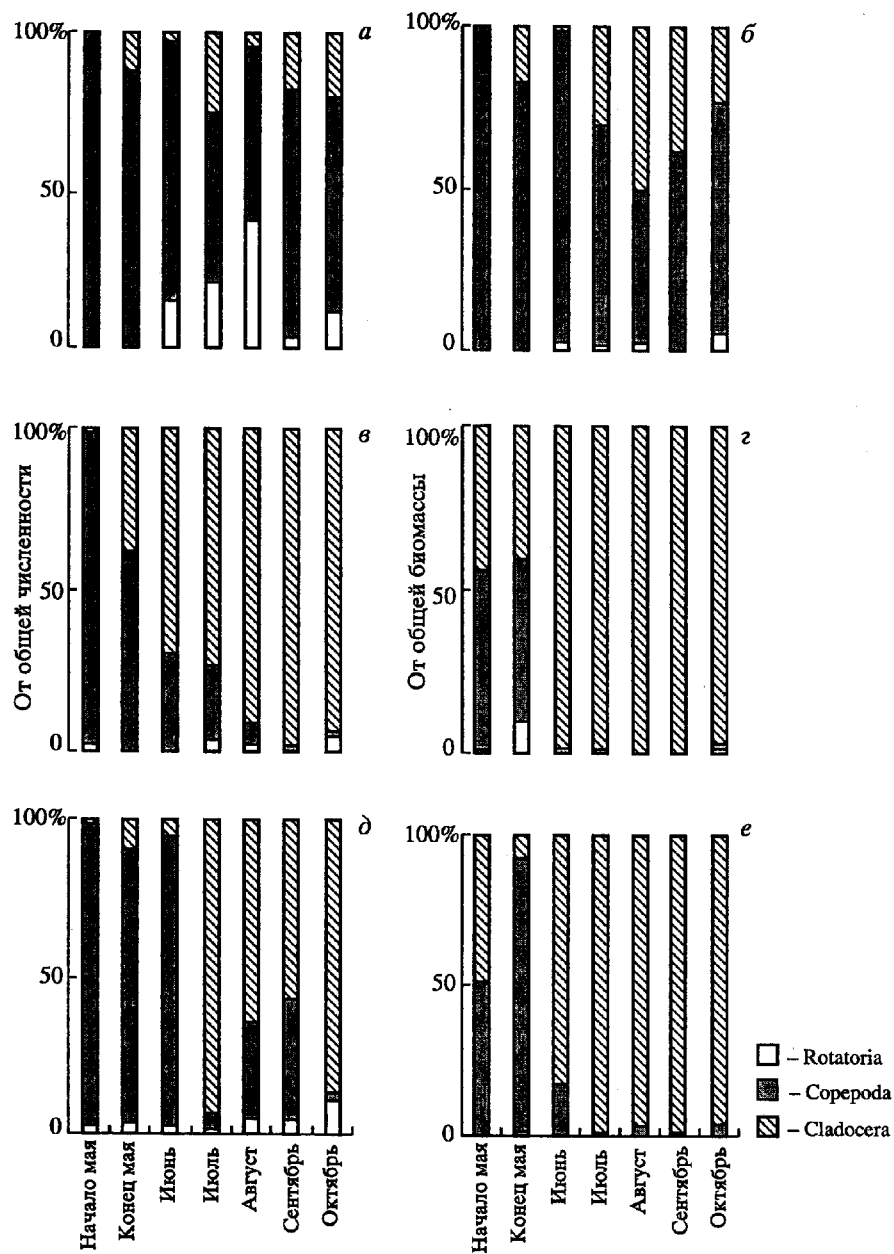 100%
50
0
а
100%
50
0
б
От общей численности
100%
50
0
в
От общей биомассы
100%
50
0
г
100%
50
0
д
100%
50
0
е
– Rotatoria
– Copepoda
– Cladocera
Начало мая
Конец мая
Июнь
Июль
Август
Сентябрь
Октябрь
Начало мая
Конец мая
Июнь
Июль
Август
Сентябрь
Октябрь